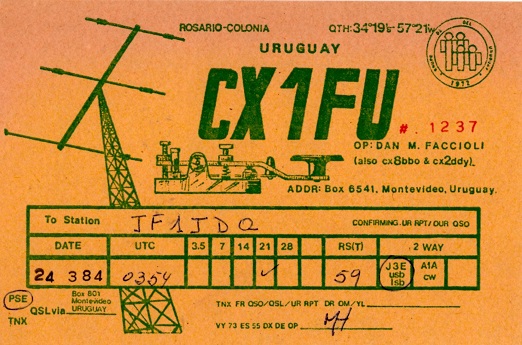 ROSARIO-COLONIA
QTH: 34°19's-57°21'w
URUGUAY
CX1FU
#. 1237
1977
OP: DAN M. FACCIOLI
(also cx8bbo & cx2ddy)
ADDR: Box 6541, Montevideo, Uruguay.
To Station JF1JDQ CONFIRMING UR RPT/OUR QSO
DATE UTC 3.5 7 14 21 28 RS(T) 2 WAY
24 3 84 0354 ✓ 59 J3E usb lsb A1A cw
PSE QSLvia Box 601 Montevideo URUGUAY
TNX
TNX FR QSO/QSL/UR RPT DR OM/YL
VY 73 ES 55 DX DE OP